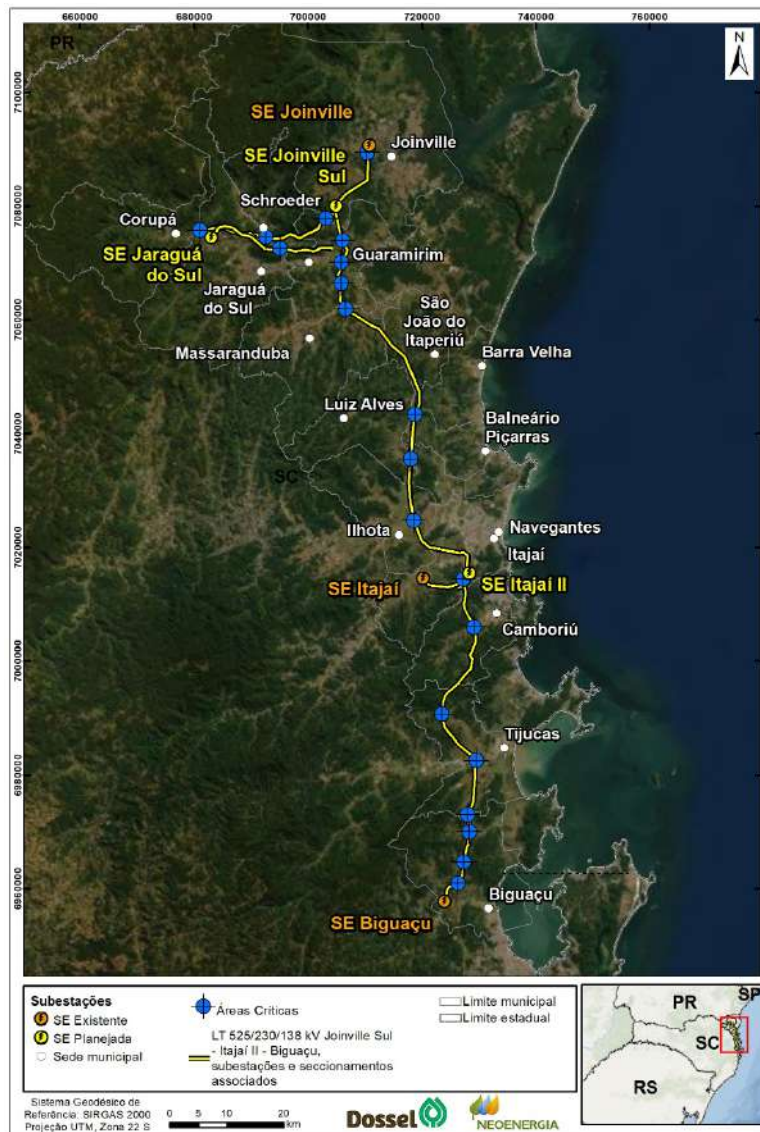 660000 680000 700000 720000 740000 760000
N
PR
7100000
7080000
7060000
7040000
7020000
7000000
6980000
6960000
SE Joinville
Joinville
SE Joinville
Sul
Schroeder
Corupá
SE Jaraguá
do Sul
Guaramirim
Jaraguá
do Sul
São
João do
Itaperiú
Massaranduba
Barra Velha
Luiz Alves
Balneário
Piçarras
SC
Ilhota
Navegantes
Itajaí
SE Itajaí
SE Itajaí II
Camboriú
Tijucas
Biguaçu
SE Biguaçu
Subestações
SE Existente
SE Planejada
Sede municipal
Áreas Críticas
LT 525/230/138 kV Joinville Sul
- Itajaí II - Biguaçu,
subestações e seccionamentos
associados
Limite municipal
Limite estadual
PR
SP
SC
RS
Sistema Geodésico de
Referência: SIRGAS 2000
Projeção UTM, Zona 22 S
0 5 10 20
km
Dossel
NEOENERGIA